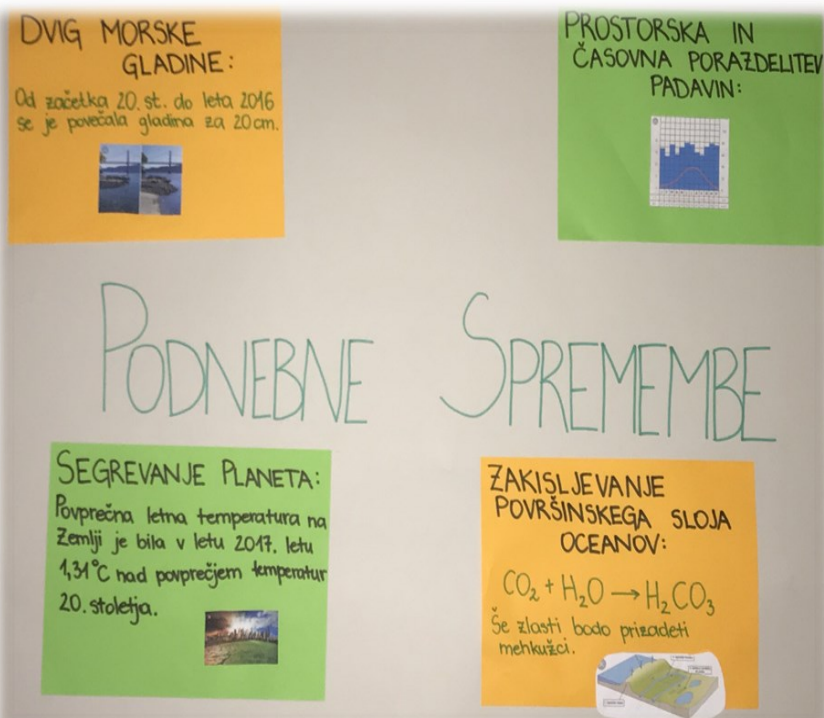 DVIG MORSKE
GLADINE:
Od začetka 20. st. do leta 2016
se je povečala gladina za 20 cm.
PROSTORSKA IN
ČASOVNA PORAZDELITEV
PADAVIN:
PODNEBNE SPREMEMBE
SEGREVANJE PLANETA:
Povprečna letna temperatura na
Zemlji je bila v letu 2017. letu
1,31°C nad povprečjem temperatur
20. stoletja.
ZAKISLJEVANJE
POVRŠINSKEGA SLOJA
OCEANOV:
CO₂ + H₂O → H₂CO₃
Še zlasti bodo prizadeti
mehkužci.